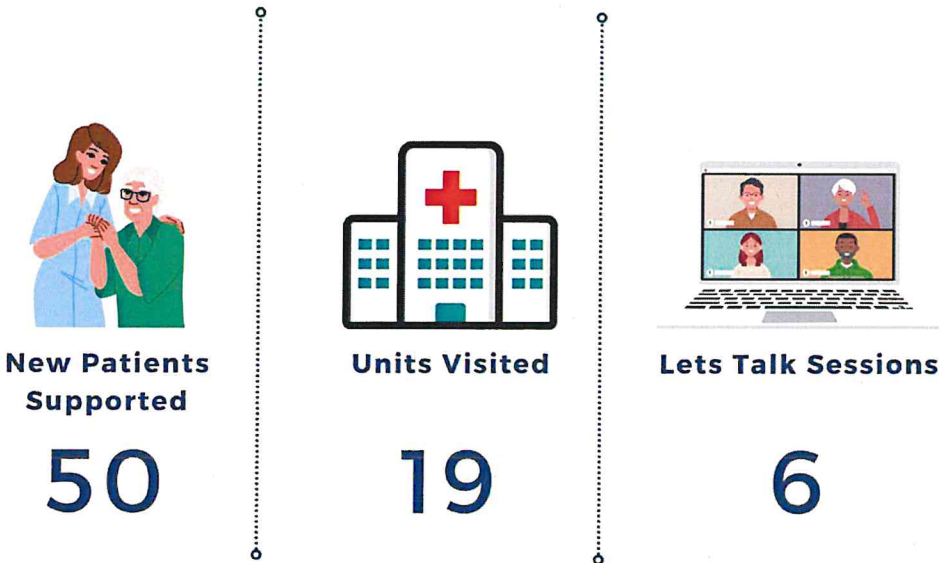 New Patients
Supported
50
Units Visited
19
Lets Talk Sessions
6